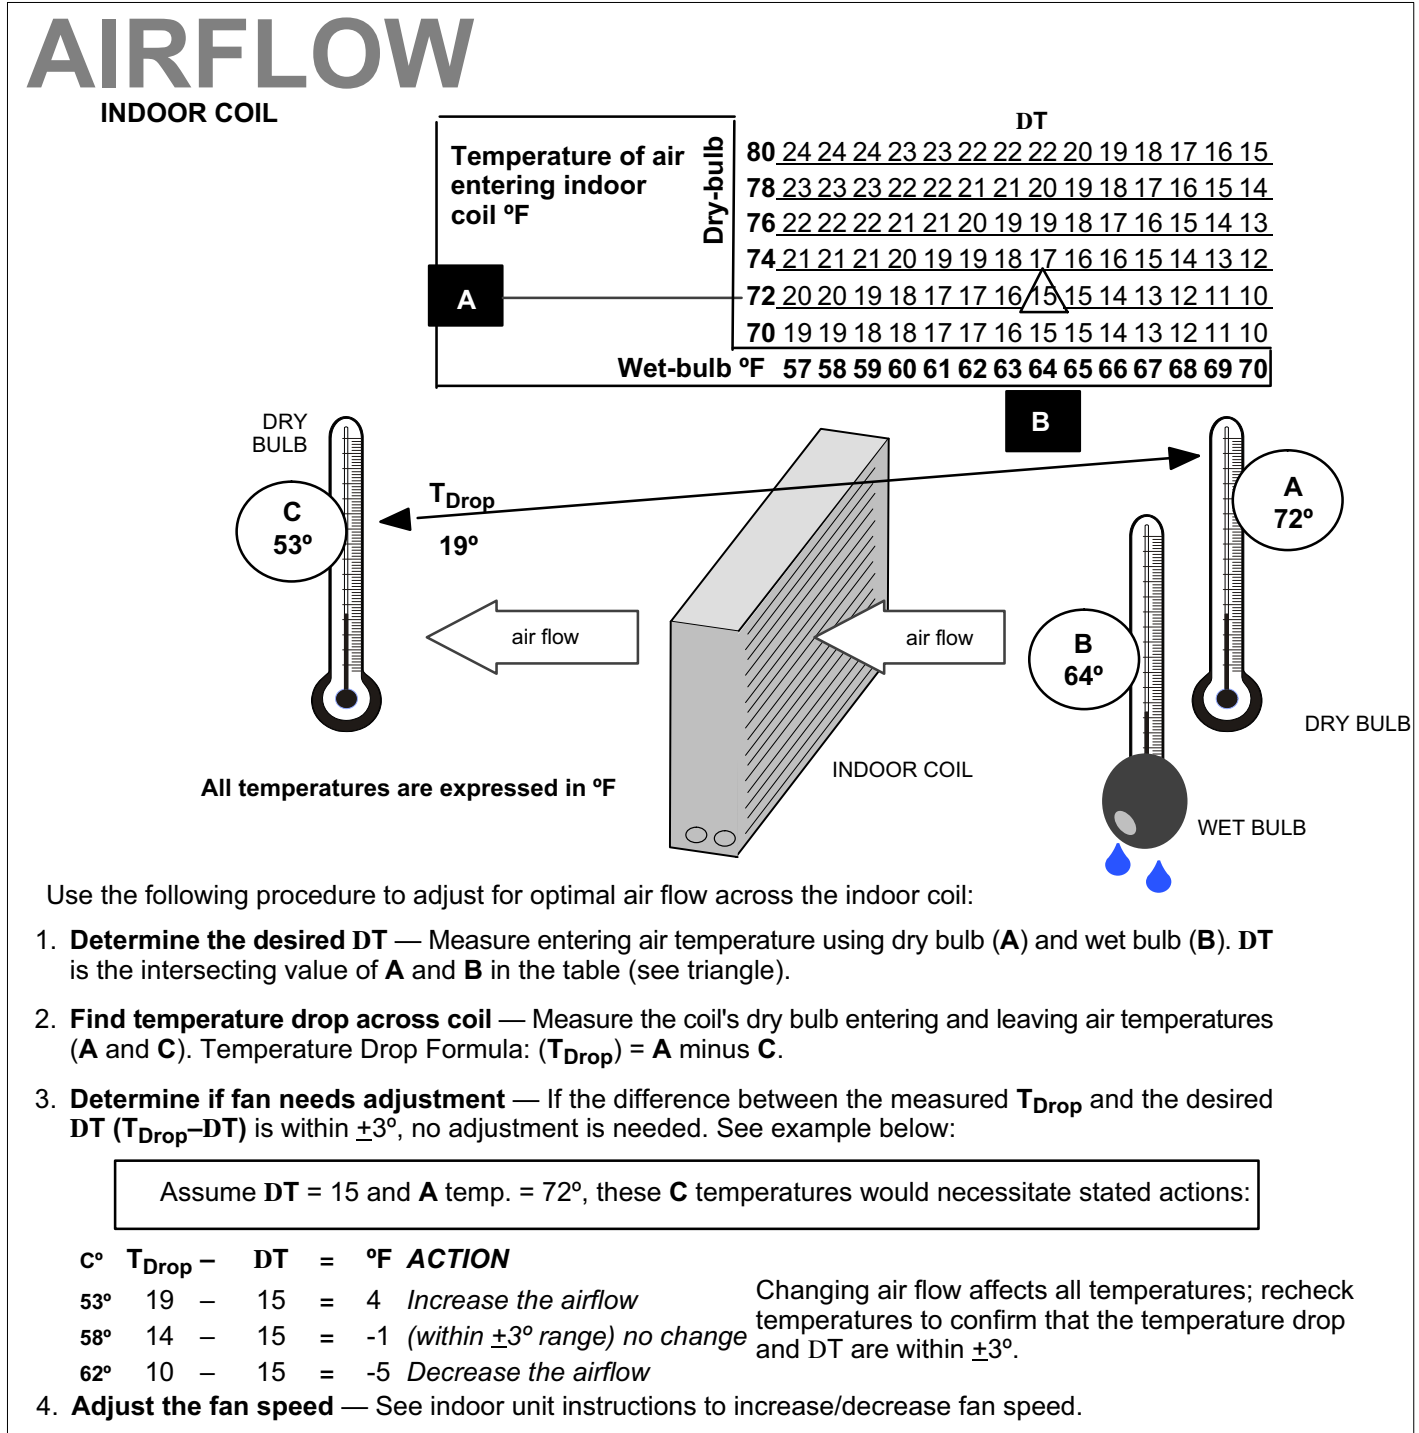 AIRFLOW
INDOOR COIL
DT
Temperature of air
entering indoor
coil ºF
Dry-bulb
80 24 24 24 23 23 22 22 22 20 19 18 17 16 15
78 23 23 23 22 22 21 21 20 19 18 17 16 15 14
76 22 22 22 21 21 20 19 19 18 17 16 15 14 13
74 21 21 21 20 19 19 18 17 16 16 15 14 13 12
A
72 20 20 19 18 17 17 16 15 15 14 13 12 11 10
70 19 19 18 18 17 17 16 15 15 14 13 12 11 10
Wet-bulb ºF 57 58 59 60 61 62 63 64 65 66 67 68 69 70
B
DRY
BULB
C
53º
TDrop
19º
A
72º
air flow
air flow
B
64º
DRY BULB
INDOOR COIL
All temperatures are expressed in ºF
WET BULB
Use the following procedure to adjust for optimal air flow across the indoor coil:
1. Determine the desired DT — Measure entering air temperature using dry bulb (A) and wet bulb (B). DT
is the intersecting value of A and B in the table (see triangle).
2. Find temperature drop across coil — Measure the coil's dry bulb entering and leaving air temperatures
(A and C). Temperature Drop Formula: (TDrop) = A minus C.
3. Determine if fan needs adjustment — If the difference between the measured TDrop and the desired
DT (TDrop–DT) is within ±3º, no adjustment is needed. See example below:
Assume DT = 15 and A temp. = 72º, these C temperatures would necessitate stated actions:
Cº TDrop – DT = ºF ACTION
53º 19 – 15 = 4 Increase the airflow
58º 14 – 15 = -1 (within ±3º range) no change
62º 10 – 15 = -5 Decrease the airflow
Changing air flow affects all temperatures; recheck
temperatures to confirm that the temperature drop
and DT are within ±3º.
4. Adjust the fan speed — See indoor unit instructions to increase/decrease fan speed.